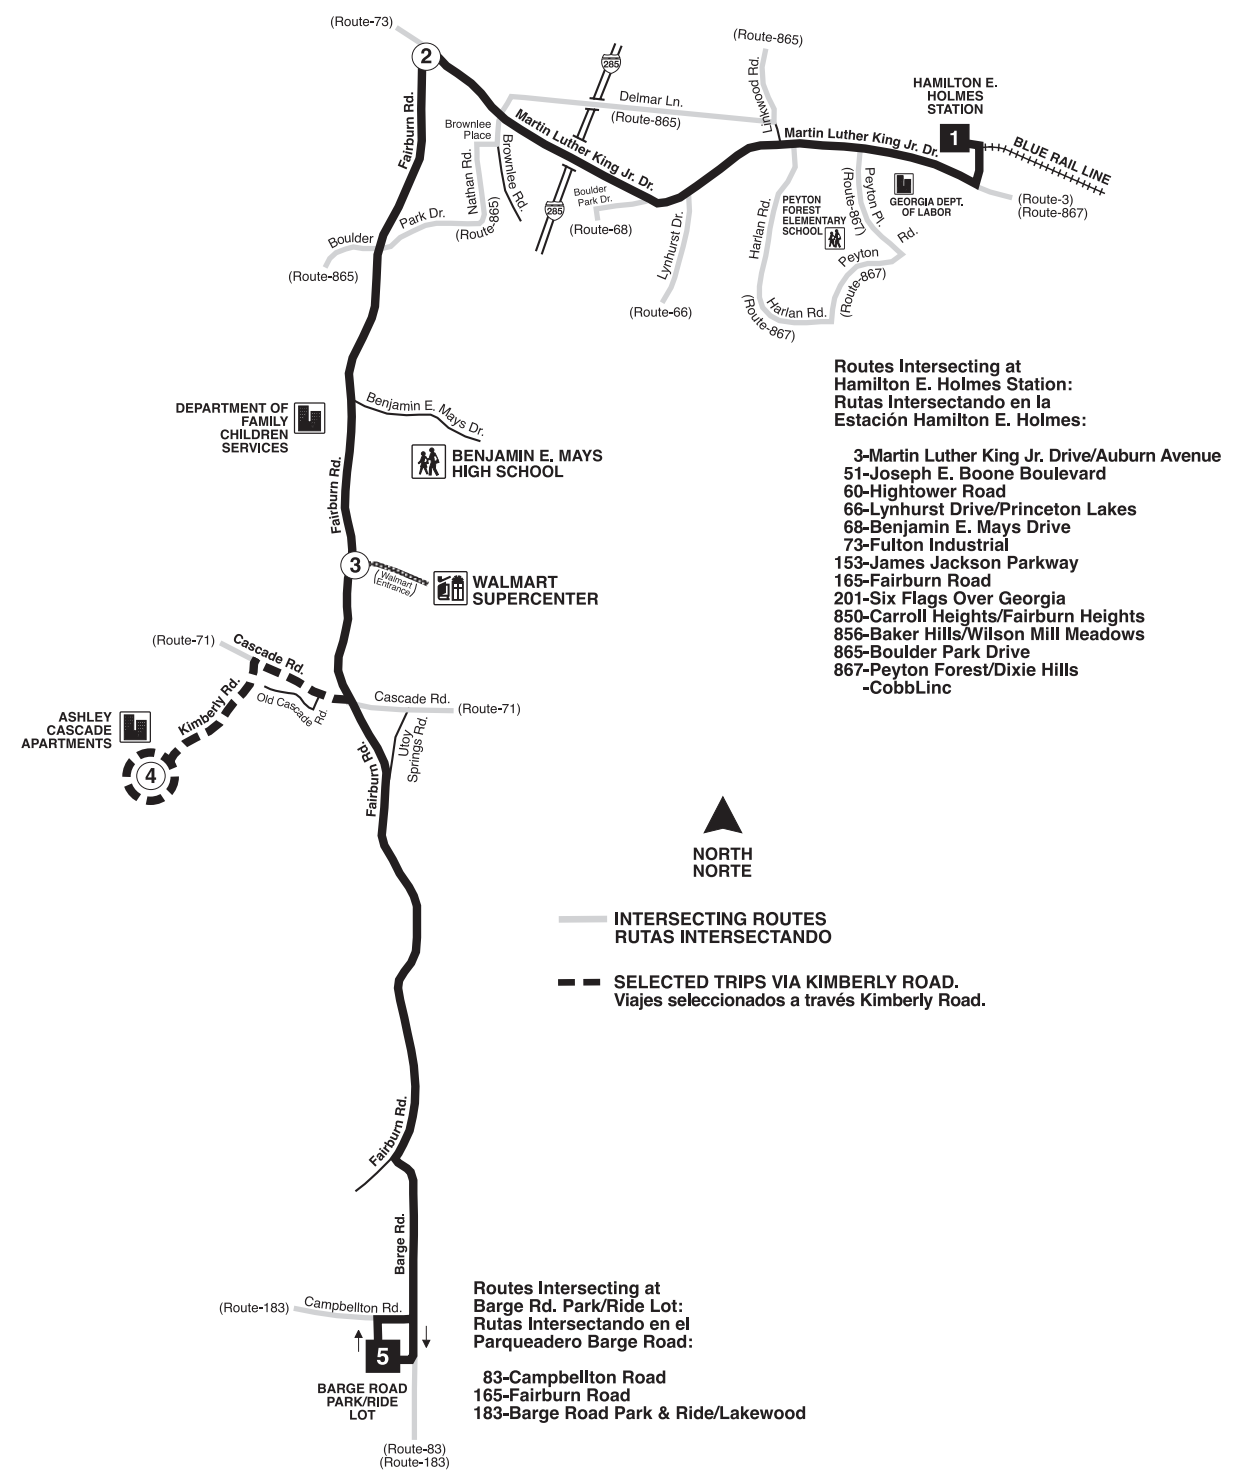 (Route-73)
2
285
(Route-865)
Linkwood Rd.
HAMILTON E.
HOLMES
STATION
1
BLUE RAIL LINE
Fairburn Rd.
Delmar Ln.
(Route-865)
Martin Luther King Jr. Dr.
Martin Luther King Jr. Dr.
Brownlee
Place
Brownlee Rd.
Nathan Rd.
(Route-865)
Park Dr.
Boulder
(Route-865)
285
Boulder
Park Dr.
(Route-68)
Lynhurst Dr.
(Route-66)
Harlan Rd.
(Route-867)
Harlan Rd.
PEYTON
FOREST
ELEMENTARY
SCHOOL
Peyton Pl.
(Route-867)
Peyton
Rd.
(Route-867)
GEORGIA DEPT.
OF LABOR
(Route-3)
(Route-867)
Routes Intersecting at
Hamilton E. Holmes Station:
Rutas Intersectando en la
Estación Hamilton E. Holmes:
3-Martin Luther King Jr. Drive/Auburn Avenue
51-Joseph E. Boone Boulevard
60-Hightower Road
66-Lynhurst Drive/Princeton Lakes
68-Benjamin E. Mays Drive
73-Fulton Industrial
153-James Jackson Parkway
165-Fairburn Road
201-Six Flags Over Georgia
850-Carroll Heights/Fairburn Heights
856-Baker Hills/Wilson Mill Meadows
865-Boulder Park Drive
867-Peyton Forest/Dixie Hills
-CobbLinc
DEPARTMENT OF
FAMILY
CHILDREN
SERVICES
Benjamin E. Mays Dr.
BENJAMIN E. MAYS
HIGH SCHOOL
Fairburn Rd.
3
(Walmart
Entrance)
WALMART
SUPERCENTER
(Route-71)
Cascade Rd.
Kimberly Rd.
Old Cascade
Rd.
Cascade Rd.
(Route-71)
Utoy
Springs Rd.
Fairburn Rd.
ASHLEY
CASCADE
APARTMENTS
4
NORTH
NORTE
INTERSECTING ROUTES
RUTAS INTERSECTANDO
SELECTED TRIPS VIA KIMBERLY ROAD.
Viajes seleccionados a través Kimberly Road.
Fairburn Rd.
Barge Rd.
(Route-183)
Campbellton Rd.
5
BARGE ROAD
PARK/RIDE
LOT
(Route-83)
(Route-183)
Routes Intersecting at
Barge Rd. Park/Ride Lot:
Rutas Intersectando en el
Parqueadero Barge Road:
83-Campbellton Road
165-Fairburn Road
183-Barge Road Park & Ride/Lakewood